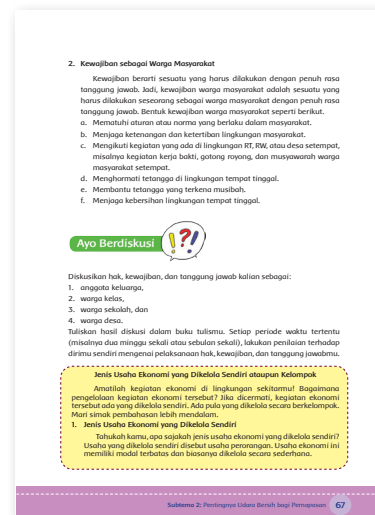 2. Kewajiban sebagai Warga Masyarakat
Kewajiban berarti sesuatu yang harus dilakukan dengan penuh rasa
tanggung jawab. Jadi, kewajiban warga masyarakat adalah sesuatu yang
harus dilakukan seseorang sebagai warga masyarakat dengan penuh rasa
tanggung jawab. Bentuk kewajiban warga masyarakat seperti berikut.
a. Mematuhi aturan atau norma yang berlaku dalam masyarakat.
b. Menjaga ketenangan dan ketertiban lingkungan masyarakat.
c. Mengikuti kegiatan yang ada di lingkungan RT, RW, atau desa setempat,
misalnya kegiatan kerja bakti, gotong royong, dan musyawarah warga
masyarakat setempat.
d. Menghormati tetangga di lingkungan tempat tinggal.
e. Membantu tetangga yang terkena musibah.
f. Menjaga kebersihan lingkungan tempat tinggal.
Ayo Berdiskusi
!?!
Diskusikan hak, kewajiban, dan tanggung jawab kalian sebagai:
1. anggota keluarga,
2. warga kelas,
3. warga sekolah, dan
4. warga desa.
Tuliskan hasil diskusi dalam buku tulismu. Setiap periode waktu tertentu
(misalnya dua minggu sekali atau sebulan sekali), lakukan penilaian terhadap
dirimu sendiri mengenai pelaksanaan hak, kewajiban, dan tanggung jawabmu.
Jenis Usaha Ekonomi yang Dikelola Sendiri ataupun Kelompok
Amatilah kegiatan ekonomi di lingkungan sekitarmu! Bagaimana
pengelolaan kegiatan ekonomi tersebut? Jika dicermati, kegiatan ekonomi
tersebut ada yang dikelola sendiri. Ada pula yang dikelola secara berkelompok.
Mari simak pembahasan lebih mendalam.
1. Jenis Usaha Ekonomi yang Dikelola Sendiri
Tahukah kamu, apa sajakah jenis usaha ekonomi yang dikelola sendiri?
Usaha yang dikelola sendiri disebut usaha perorangan. Usaha ekonomi ini
memiliki modal terbatas dan biasanya dikelola secara sederhana.
Subtema 2: Pentingnya Udara Bersih bagi Pernapasan 67